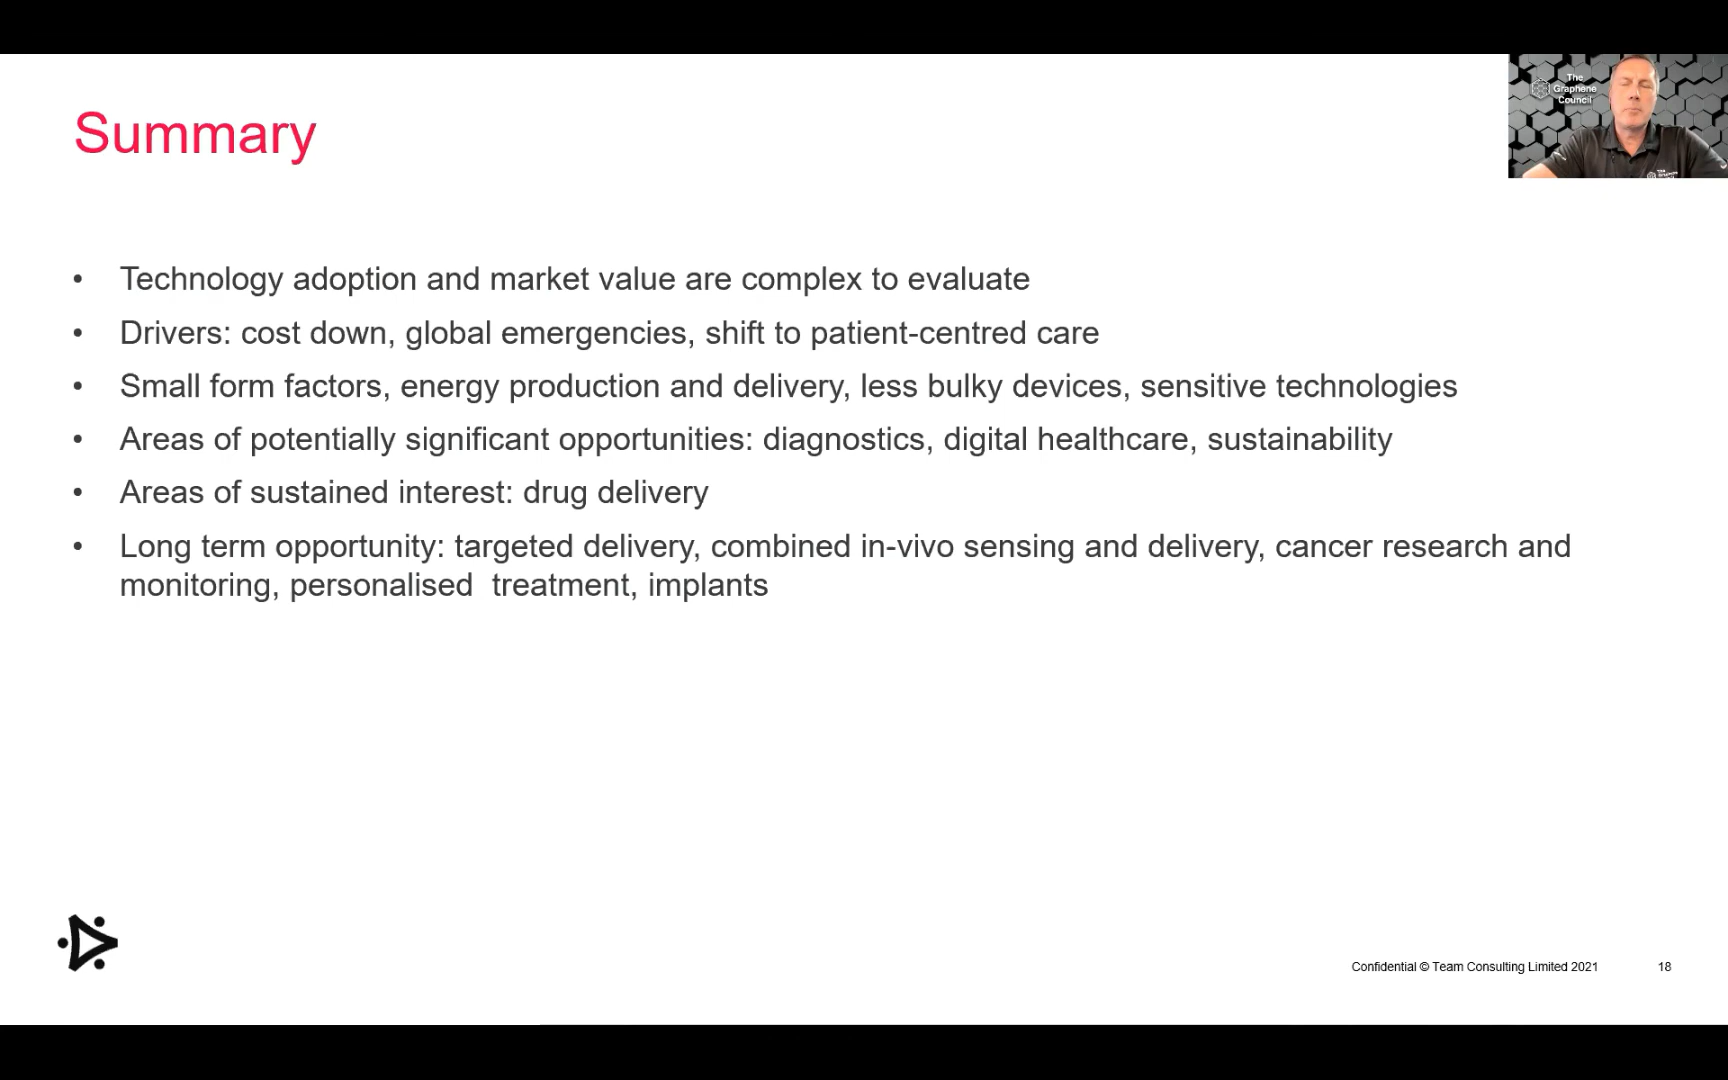 Summary
The
Graphene
Council
• Technology adoption and market value are complex to evaluate
• Drivers: cost down, global emergencies, shift to patient-centred care
• Small form factors, energy production and delivery, less bulky devices, sensitive technologies
• Areas of potentially significant opportunities: diagnostics, digital healthcare, sustainability
• Areas of sustained interest: drug delivery
• Long term opportunity: targeted delivery, combined in-vivo sensing and delivery, cancer research and
monitoring, personalised  treatment, implants
Confidential © Team Consulting Limited 2021
18